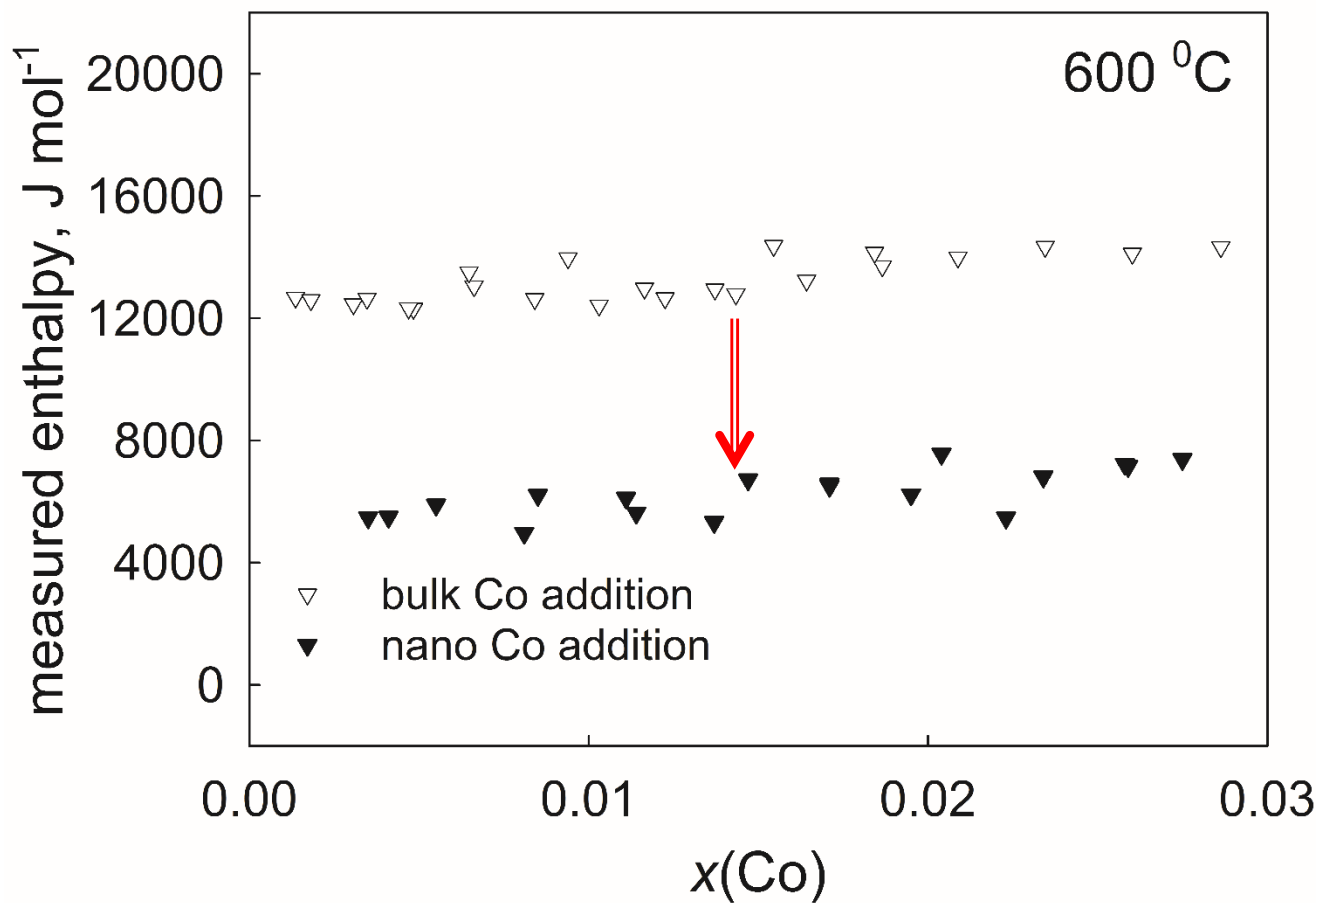 600 ⁰C
measured enthalpy, J mol⁻¹
20000
16000
12000
8000
4000
0
bulk Co addition
nano Co addition
0.00 0.01 0.02 0.03
x(Co)